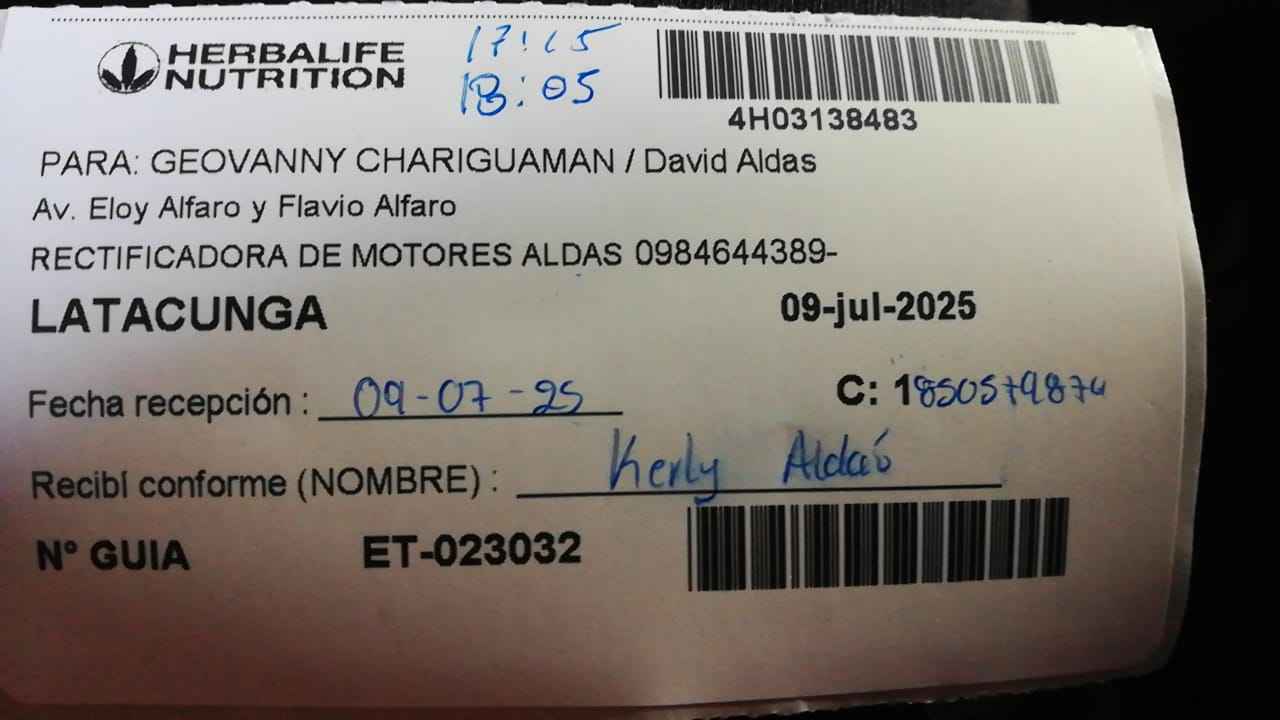 HERBALIFE
NUTRITION
17:15
18:05
4H03138483
PARA: GEOVANNY CHARIGUAMAN / David Aldas
Av. Eloy Alfaro y Flavio Alfaro
RECTIFICADORA DE MOTORES ALDAS 0984644389-
LATACUNGA 09-jul-2025
Fecha recepción : 09-07-25 C: 1850579874
Recibí conforme (NOMBRE) : Kerly Aldas
Nº GUIA ET-023032